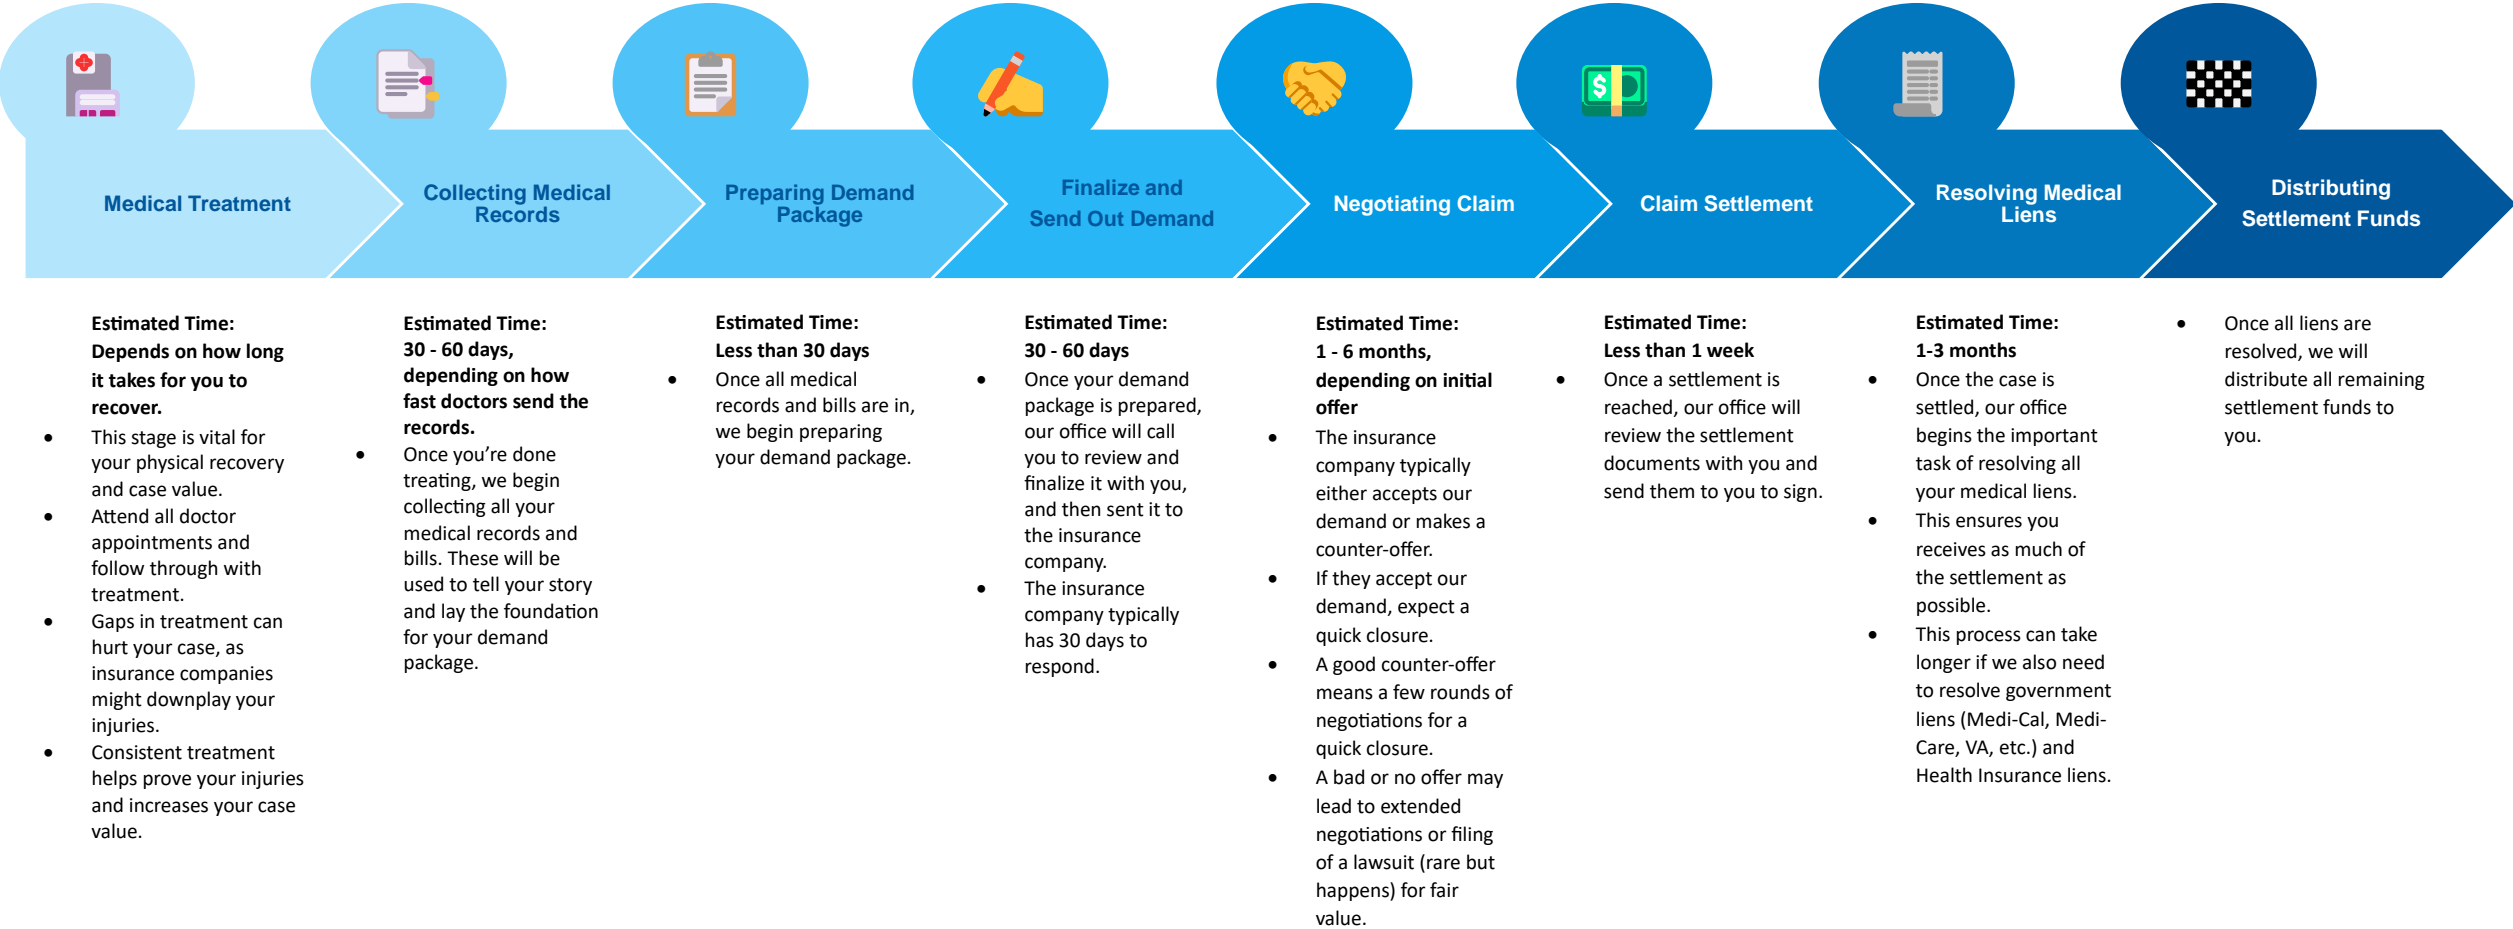 Medical Treatment
Collecting Medical
Records
Preparing Demand
Package
Finalize and
Send Out Demand
Negotiating Claim
Claim Settlement
Resolving Medical
Liens
Distributing
Settlement Funds
Estimated Time:
Depends on how long
it takes for you to
recover.
• This stage is vital for
your physical recovery
and case value.
• Attend all doctor
appointments and
follow through with
treatment.
• Gaps in treatment can
hurt your case, as
insurance companies
might downplay your
injuries.
• Consistent treatment
helps prove your injuries
and increases your case
value.
Estimated Time:
30 - 60 days,
depending on how
fast doctors send the
records.
• Once you’re done
treating, we begin
collecting all your
medical records and
bills. These will be
used to tell your story
and lay the foundation
for your demand
package.
Estimated Time:
Less than 30 days
• Once all medical
records and bills are in,
we begin preparing
your demand package.
Estimated Time:
30 - 60 days
• Once your demand
package is prepared,
our office will call
you to review and
finalize it with you,
and then sent it to
the insurance
company.
• The insurance
company typically
has 30 days to
respond.
Estimated Time:
1 - 6 months,
depending on initial
offer
• The insurance
company typically
either accepts our
demand or makes a
counter-offer.
• If they accept our
demand, expect a
quick closure.
• A good counter-offer
means a few rounds of
negotiations for a
quick closure.
• A bad or no offer may
lead to extended
negotiations or filing
of a lawsuit (rare but
happens) for fair
value.
Estimated Time:
Less than 1 week
• Once a settlement is
reached, our office will
review the settlement
documents with you and
send them to you to sign.
Estimated Time:
1-3 months
• Once the case is
settled, our office
begins the important
task of resolving all
your medical liens.
• This ensures you
receives as much of
the settlement as
possible.
• This process can take
longer if we also need
to resolve government
liens (Medi-Cal, Medi-
Care, VA, etc.) and
Health Insurance liens.
• Once all liens are
resolved, we will
distribute all remaining
settlement funds to
you.